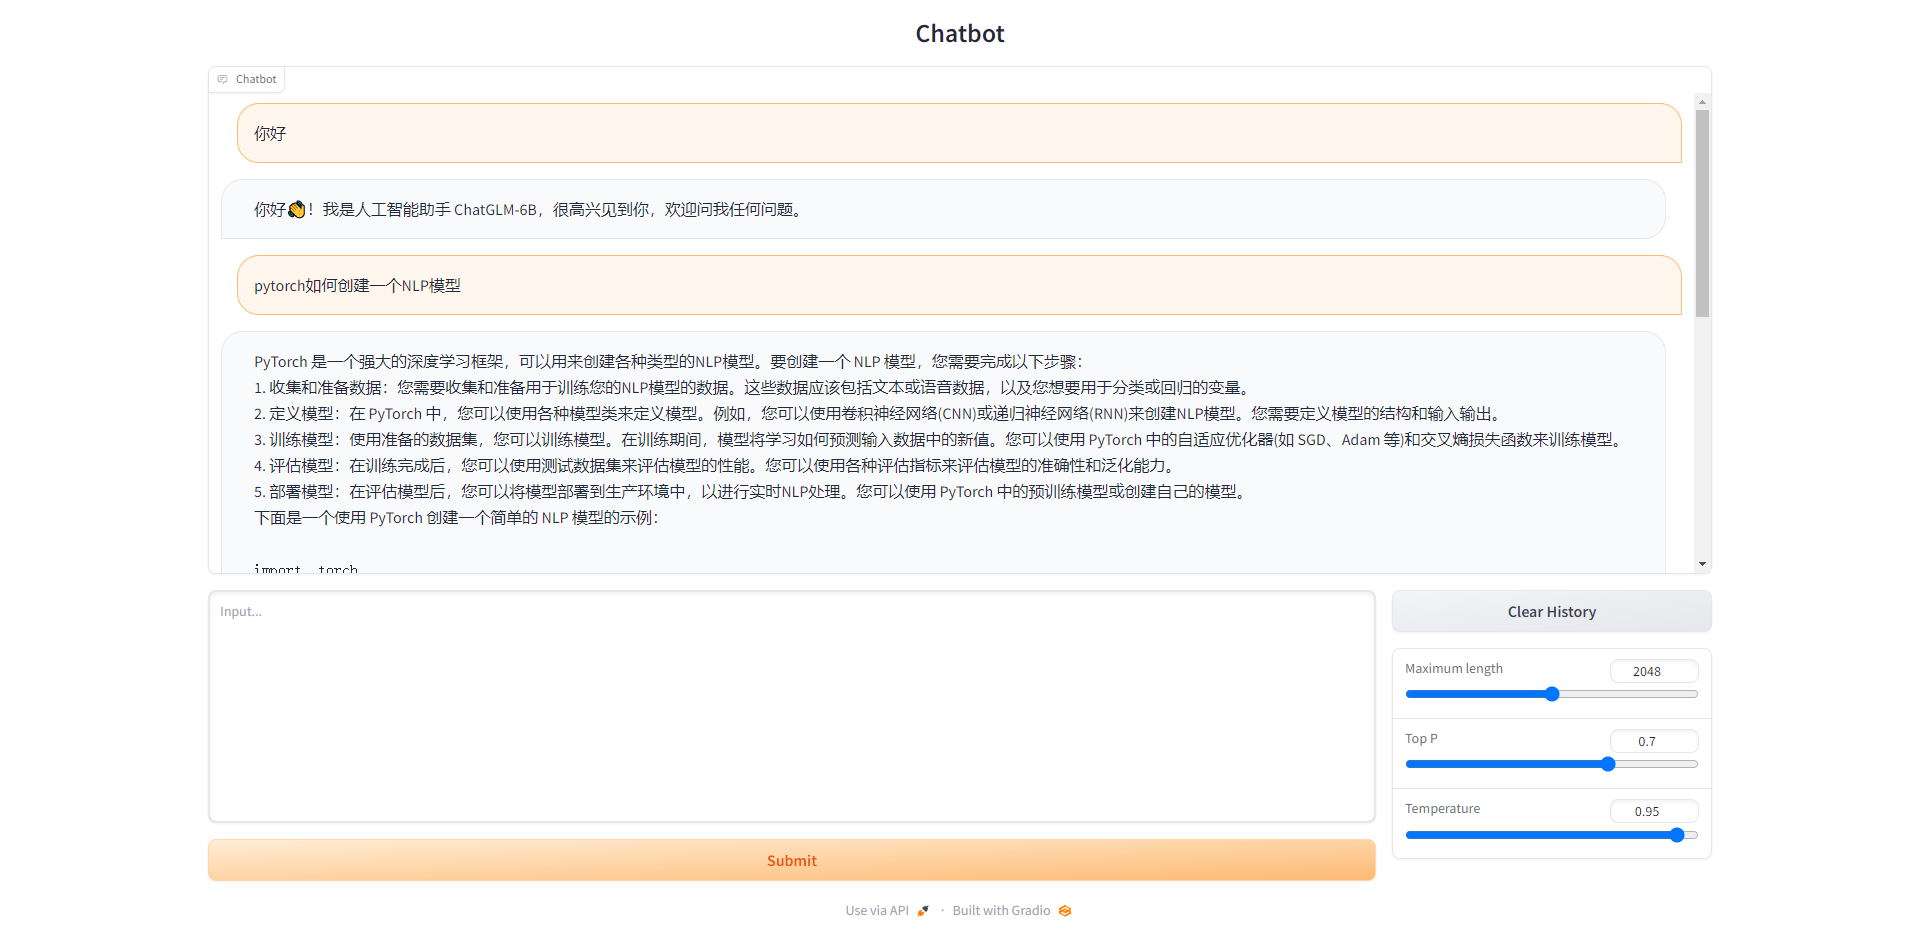 Chatbot
Chatbot
你好
你好👏！我是人工智能助手 ChatGLM-6B，很高兴见到你，欢迎问我任何问题。
pytorch如何创建一个NLP模型
PyTorch 是一个强大的深度学习框架，可以用来创建各种类型的NLP模型。要创建一个 NLP 模型，您需要完成以下步骤：
1. 收集和准备数据：您需要收集和准备用于训练您的NLP模型的数据。这些数据应该包括文本或语音数据，以及您想要用于分类或回归的变量。
2. 定义模型：在 PyTorch 中，您可以使用各种模型类来定义模型。例如，您可以使用卷积神经网络(CNN)或递归神经网络(RNN)来创建NLP模型。您需要定义模型的结构和输入输出。
3. 训练模型：使用准备的数据集，您可以训练模型。在训练期间，模型将学习如何预测输入数据中的新值。您可以使用 PyTorch 中的自适应优化器(如 SGD、Adam 等)和交叉熵损失函数来训练模型。
4. 评估模型：在训练完成后，您可以使用测试数据集来评估模型的性能。您可以使用各种评估指标来评估模型的准确性和泛化能力。
5. 部署模型：在评估模型后，您可以将模型部署到生产环境中，以进行实时NLP处理。您可以使用 PyTorch 中的预训练模型或创建自己的模型。
下面是一个使用 PyTorch 创建一个简单的 NLP 模型的示例：
import torch
Input...
Clear History
Maximum length 2048
Top P 0.7
Temperature 0.95
Submit
Use via API 🚀 · Built with Gradio